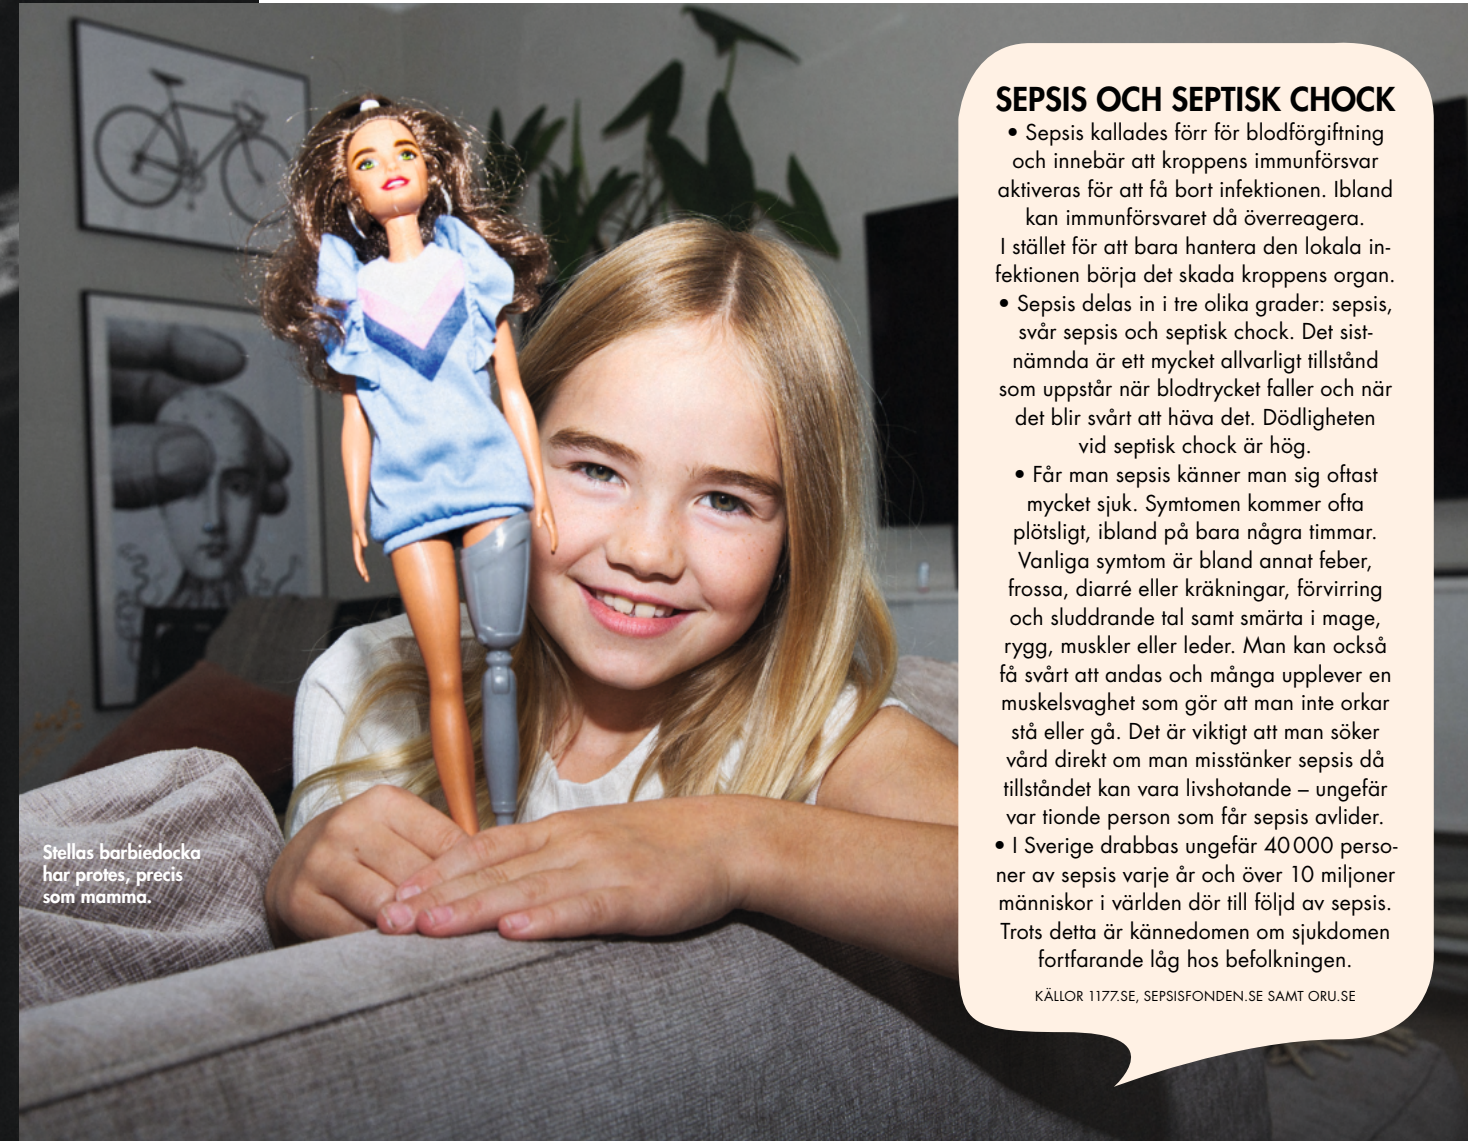 SEPSIS OCH SEPTISK CHOCK
• Sepsis kallades förr för blodförgiftning
och innebär att kroppens immunförsvar
aktiveras för att få bort infektionen. Ibland
kan immunförsvaret då överreagera.
I stället för att bara hantera den lokala in-
fektionen börja det skada kroppens organ.
• Sepsis delas in i tre olika grader: sepsis,
svår sepsis och septisk chock. Det sist-
nämnda är ett mycket allvarligt tillstånd
som uppstår när blodtrycket faller och när
det blir svårt att häva det. Dödligheten
vid septisk chock är hög.
• Får man sepsis känner man sig oftast
mycket sjuk. Symtomen kommer ofta
plötsligt, ibland på bara några timmar.
Vanliga symtom är bland annat feber,
frossa, diarré eller kräkningar, förvirring
och sluddrande tal samt smärta i mage,
rygg, muskler eller leder. Man kan också
få svårt att andas och många upplever en
muskelsvaghet som gör att man inte orkar
stå eller gå. Det är viktigt att man söker
vård direkt om man misstänker sepsis då
tillståndet kan vara livshotande – ungefär
var tionde person som får sepsis avlider.
• I Sverige drabbas ungefär 40 000 perso-
ner av sepsis varje år och över 10 miljoner
människor i världen dör till följd av sepsis.
Trots detta är kännedomen om sjukdomen
fortfarande låg hos befolkningen.
KÄLLOR 1177.SE, SEPSISFONDEN.SE SAMT ORU.SE
Stellas barbiedocka
har protes, precis
som mamma.